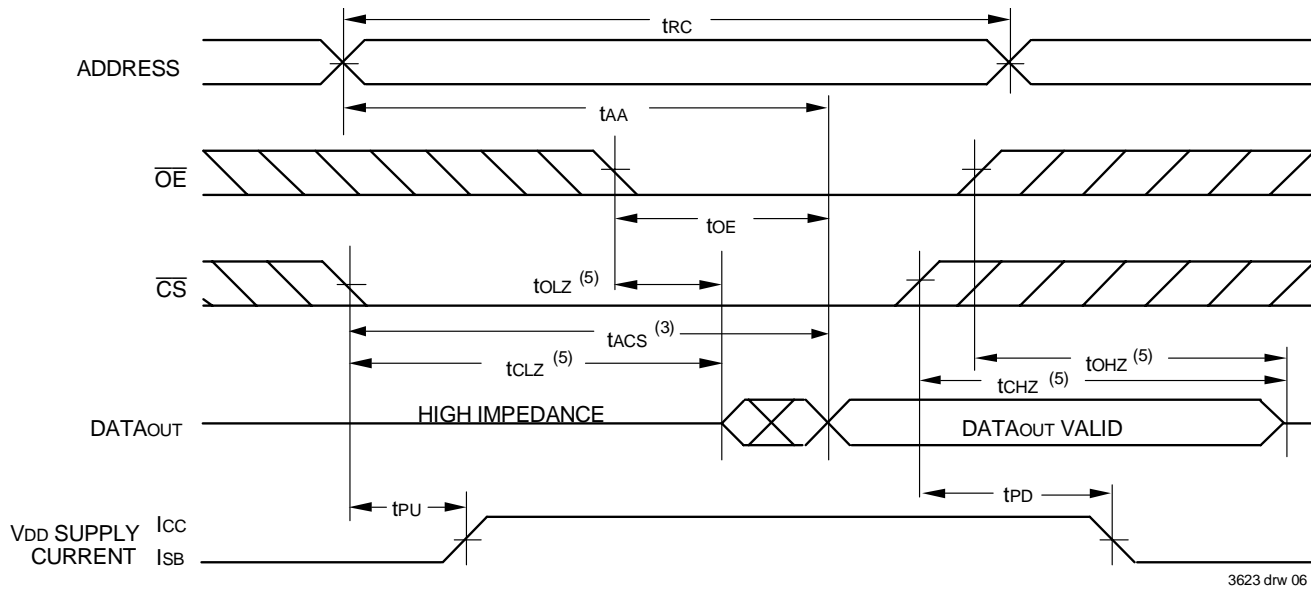 tRC
ADDRESS
tAA
OE
tOE
CS
tOLZ (5)
tACS (3)
tCLZ (5)
tOHZ (5)
tCHZ (5)
HIGH IMPEDANCE
DATAOUT
DATAOUT VALID
tPU
tPD
VDD SUPPLY CURRENT
ICC
ISB
3623 drw 06